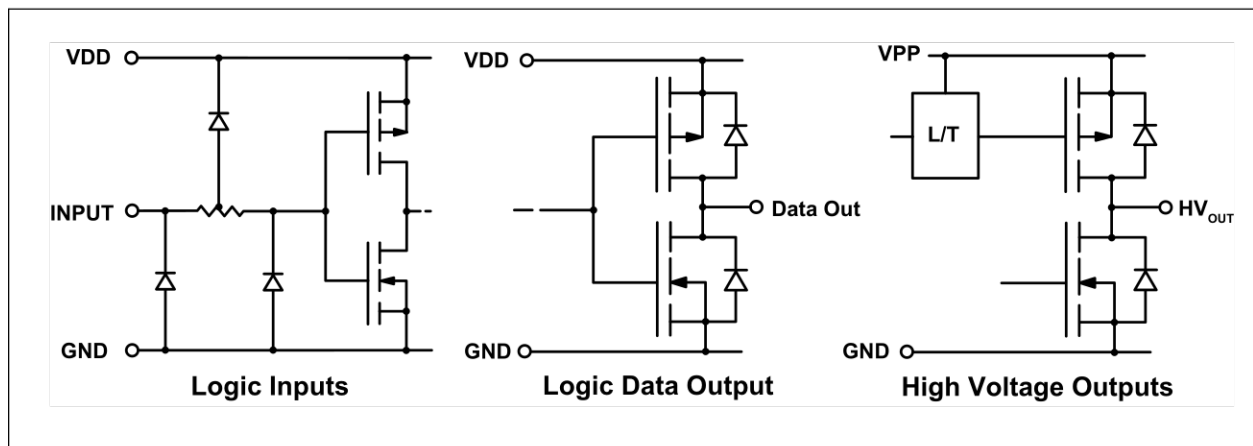 VDD
INPUT
GND
Logic Inputs
VDD
Data Out
GND
Logic Data Output
VPP
L/T
HVOUT
GND
High Voltage Outputs